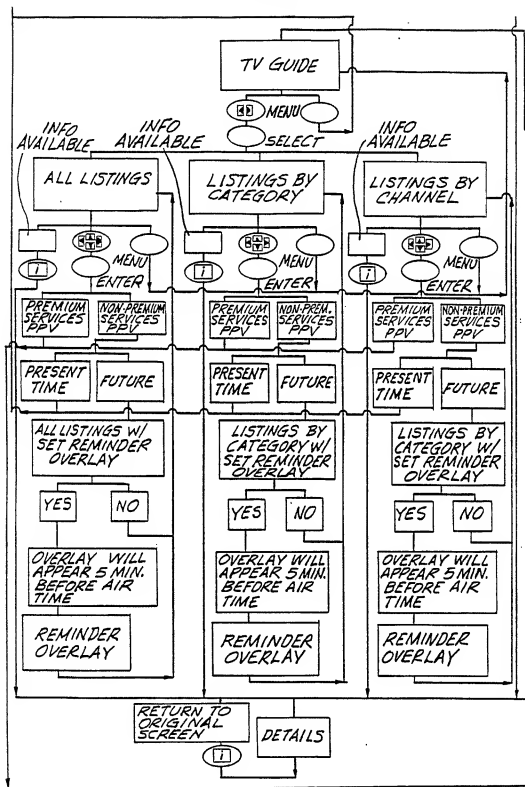 TV GUIDE
MENU
SELECT
INFO
AVAILABLE
INFO
AVAILABLE
INFO
AVAILABLE
ALL LISTINGS
LISTINGS BY
CATEGORY
LISTINGS BY
CHANNEL
i
MENU
ENTER
i
MENU
ENTER
i
MENU
ENTER
PREMIUM
SERVICES
PPV
NON-PREMIUM
SERVICES
PPV
PREMIUM
SERVICES
PPV
NON-PREM.
SERVICES
PPV
PREMIUM
SERVICES
PPV
NON-PREMIUM
SERVICES
PPV
PRESENT
TIME
FUTURE
PRESENT
TIME
FUTURE
PRESENT
TIME
FUTURE
ALL LISTINGS W/
SET REMINDER
OVERLAY
LISTINGS BY
CATEGORY W/
SET REMINDER
OVERLAY
LISTINGS BY
CATEGORY W/
SET REMINDER
OVERLAY
YES
NO
YES
NO
YES
NO
OVERLAY WILL
APPEAR 5 MIN.
BEFORE AIR
TIME
OVERLAY WILL
APPEAR 5 MIN.
BEFORE AIR
TIME
OVERLAY WILL
APPEAR 5 MIN.
BEFORE AIR
TIME
REMINDER
OVERLAY
REMINDER
OVERLAY
REMINDER
OVERLAY
RETURN TO
ORIGINAL
SCREEN
i
DETAILS